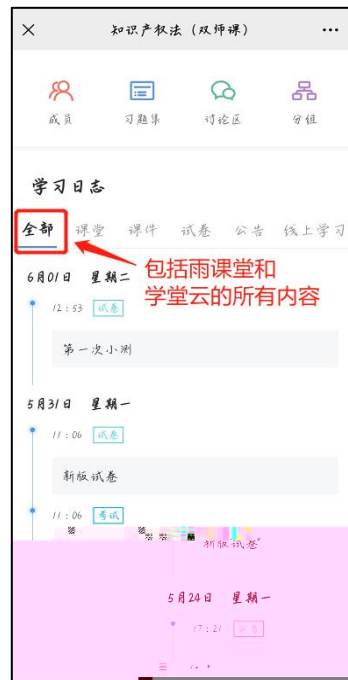 知识产权法（双师课）
成员 习题集 讨论区 分组
学习日志
全部 课堂 课件 试卷 公告 线上学习
包括雨课堂和
学堂云的所有内容
6月01日 星期二
12:53 试卷
第一次小测
5月31日 星期一
11:06 试卷
新版试卷
11:06 考试
新版试卷"
5月24日 星期一
17:21 公告